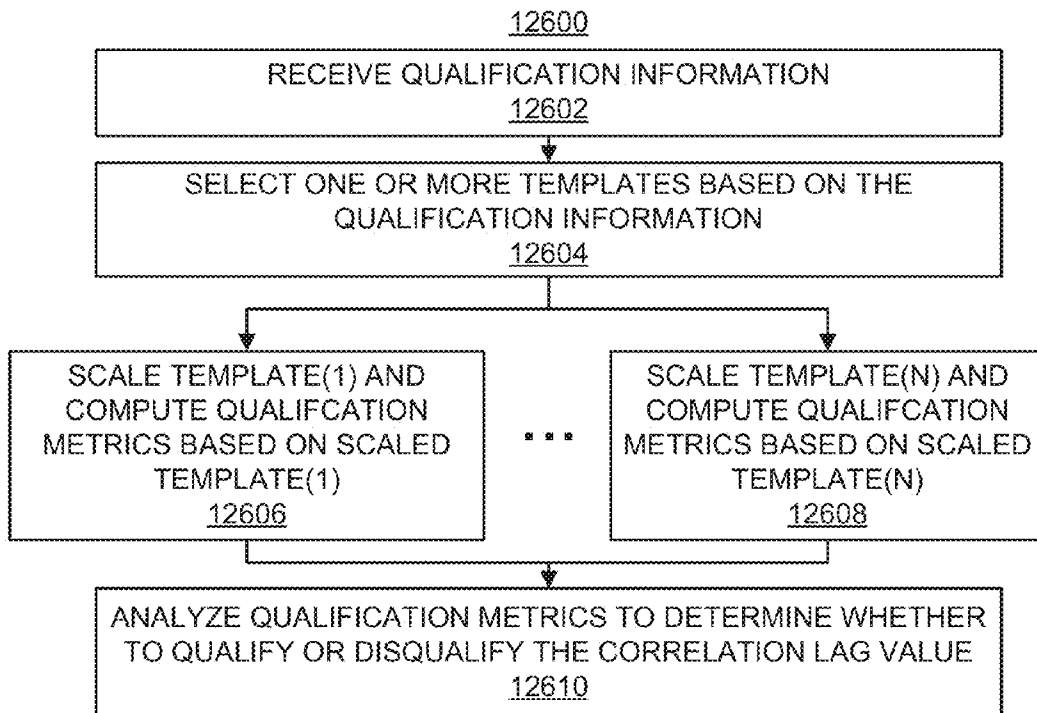 12600
RECEIVE QUALIFICATION INFORMATION
12602
SELECT ONE OR MORE TEMPLATES BASED ON THE
QUALIFICATION INFORMATION
12604
SCALE TEMPLATE(1) AND
COMPUTE QUALIFCATION
METRICS BASED ON SCALED
TEMPLATE(1)
12606
...
SCALE TEMPLATE(N) AND
COMPUTE QUALIFCATION
METRICS BASED ON SCALED
TEMPLATE(N)
12608
ANALYZE QUALIFICATION METRICS TO DETERMINE WHETHER
TO QUALIFY OR DISQUALIFY THE CORRELATION LAG VALUE
12610